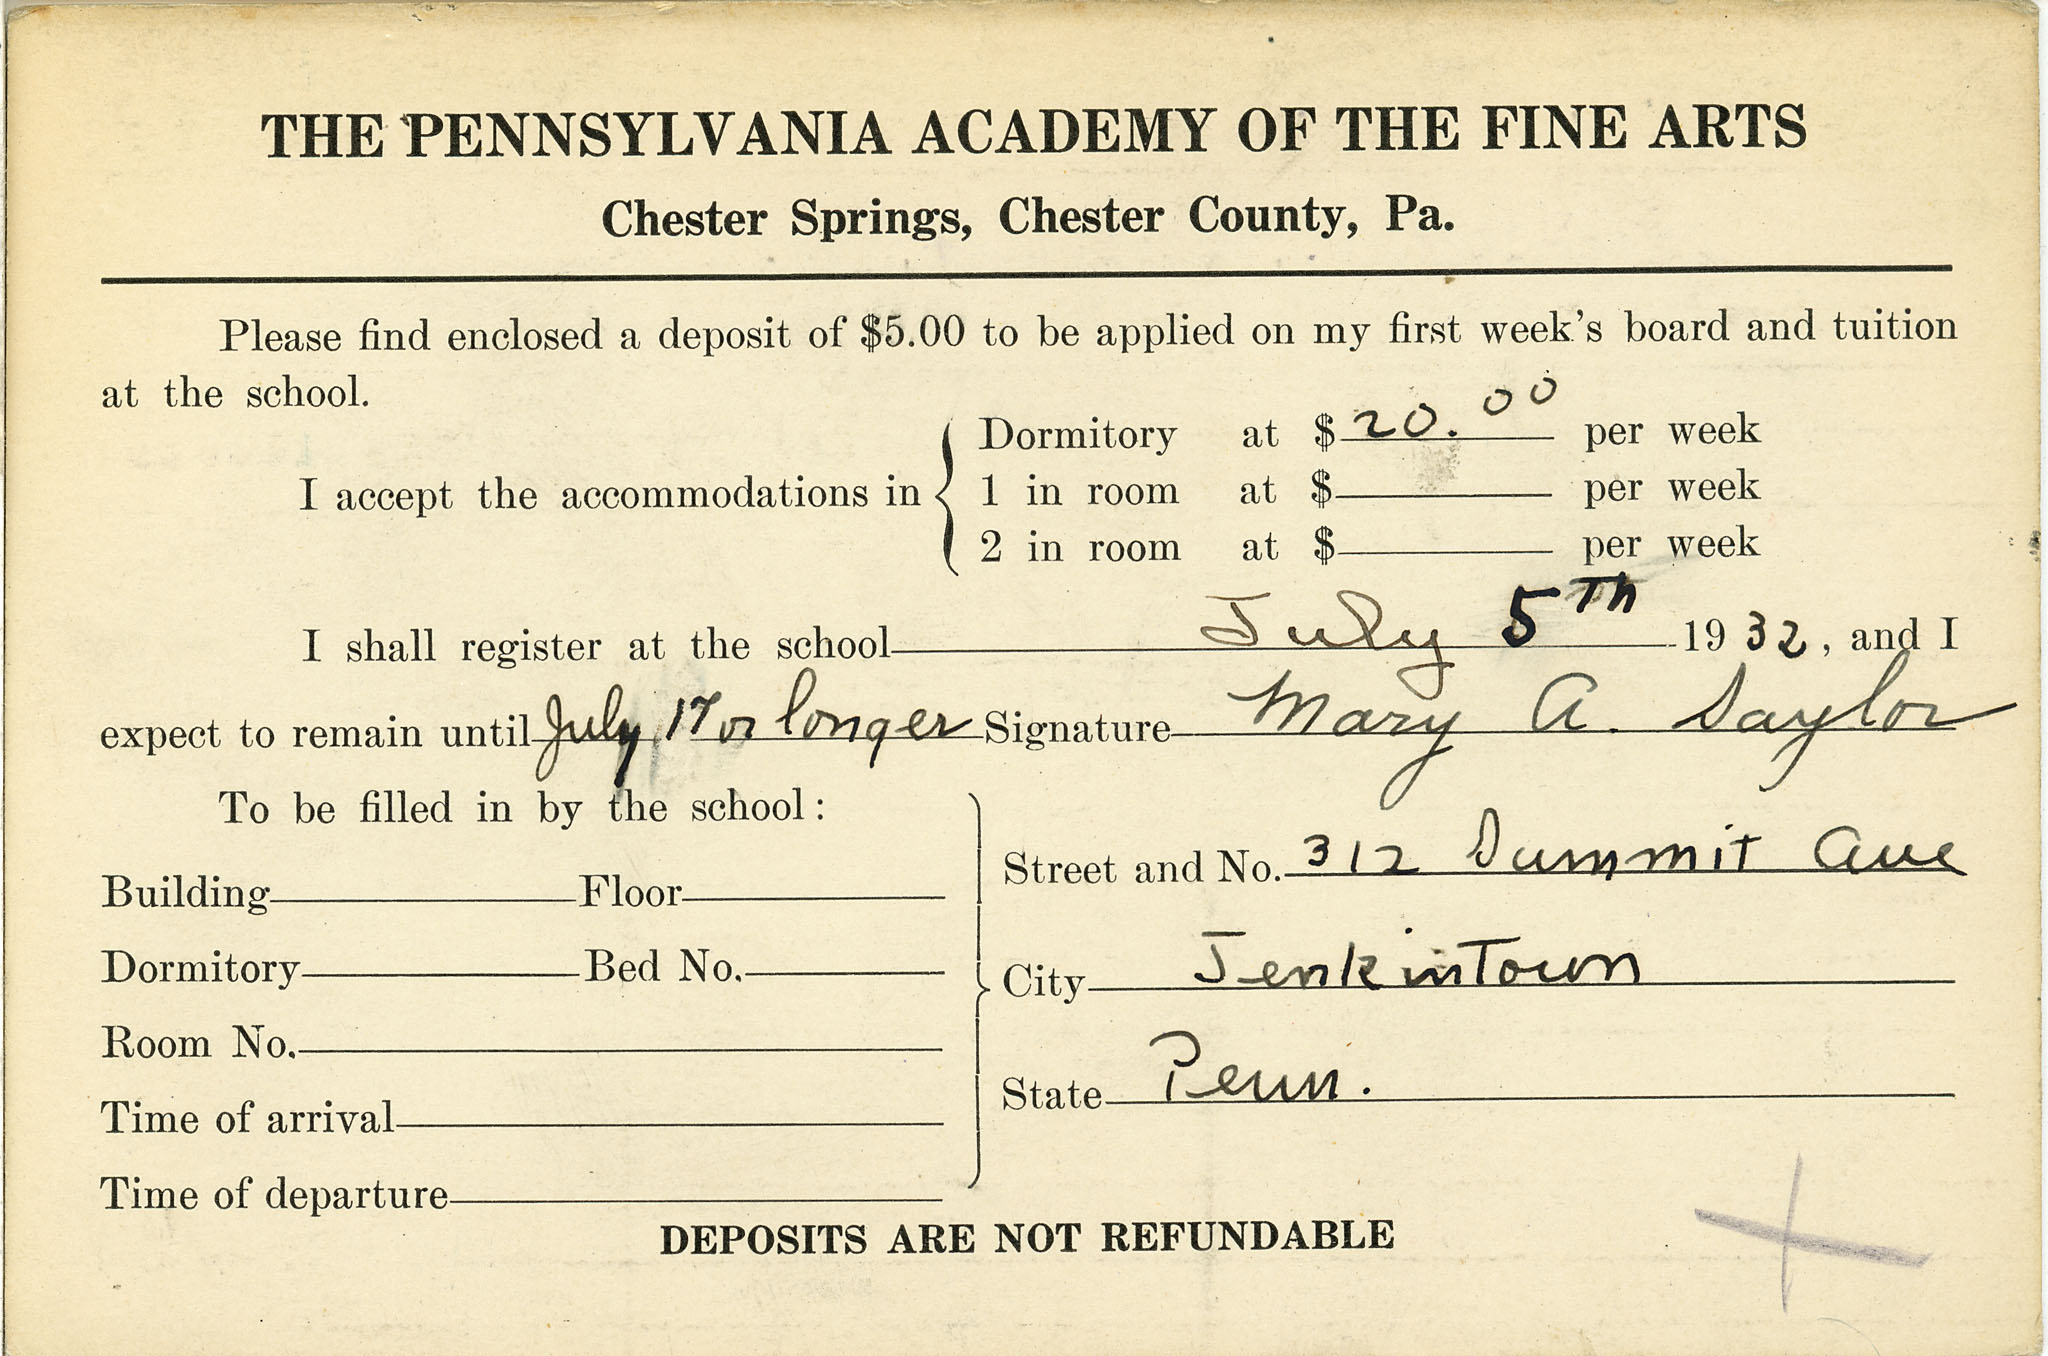 THE PENNSYLVANIA ACADEMY OF THE FINE ARTS
Chester Springs, Chester County, Pa.
Please find enclosed a deposit of $5.00 to be applied on my first week's board and tuition
at the school.
Dormitory at $ 20.00 per week
I accept the accommodations in { 1 in room at $ per week
2 in room at $ per week
I shall register at the school July 5Th 1932, and I
expect to remain until July 17 or longer Signature Mary A. Saylor
To be filled in by the school:
Street and No. 312 Summit Ave
Building Floor
Dormitory Bed No.
City JenkinTown
Room No.
State Penn.
Time of arrival
Time of departure
DEPOSITS ARE NOT REFUNDABLE